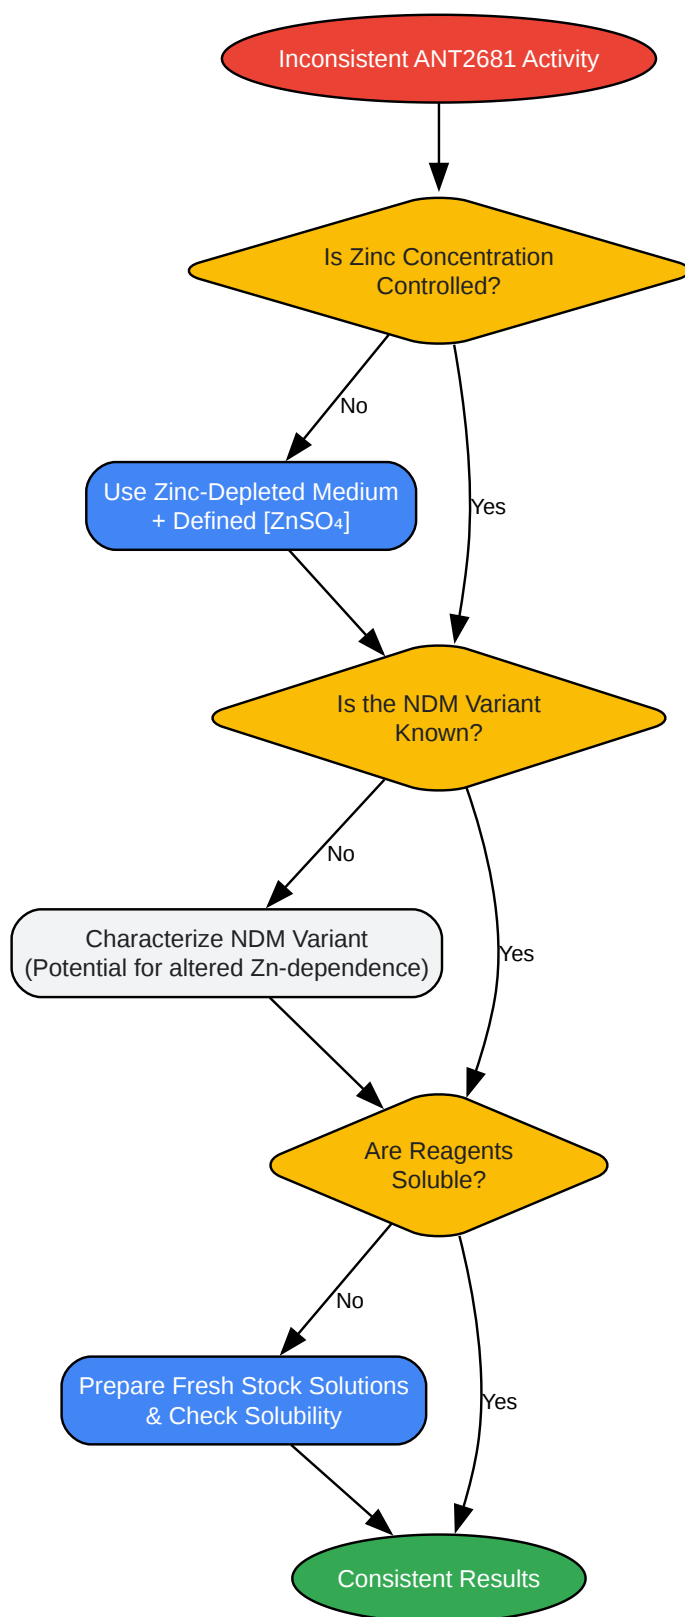 Inconsistent ANT2681 Activity
Is Zinc Concentration
Controlled?
No
Use Zinc-Depleted Medium
+ Defined [ZnSO₄]
Yes
Is the NDM Variant
Known?
No
Characterize NDM Variant
(Potential for altered Zn-dependence)
Yes
Are Reagents
Soluble?
No
Prepare Fresh Stock Solutions
& Check Solubility
Yes
Consistent Results